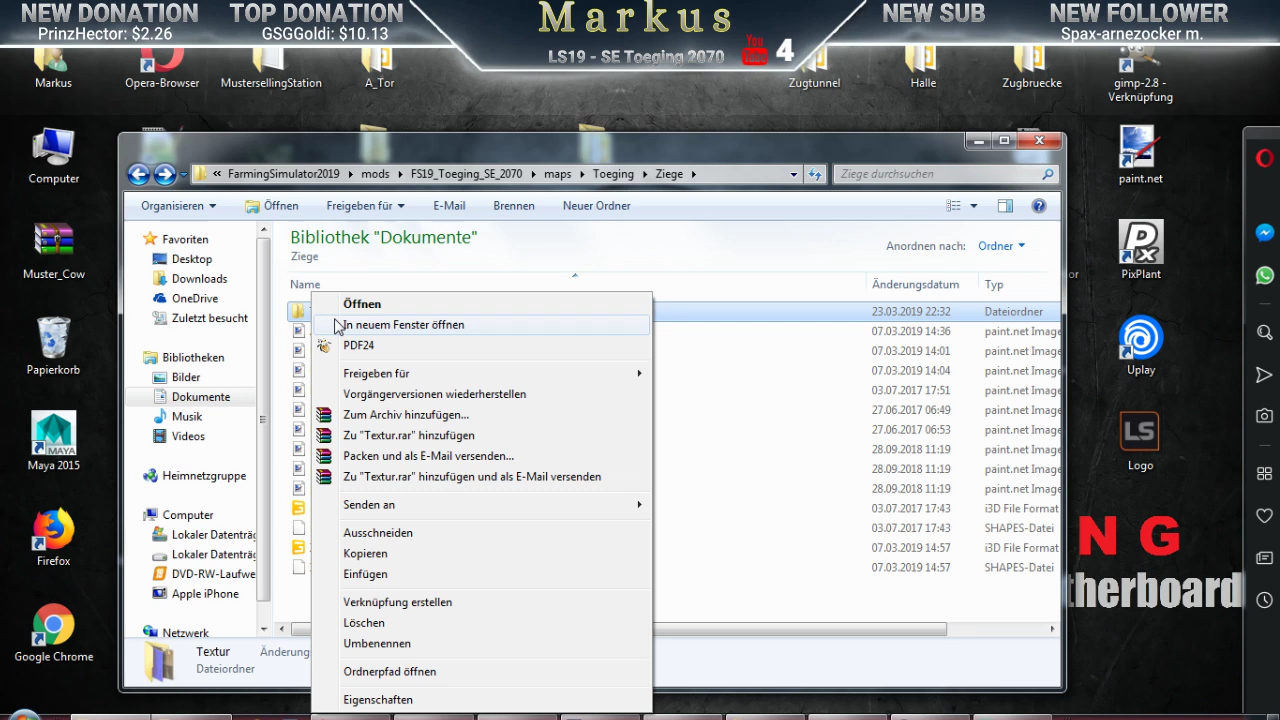 NEW DONATION
PrinzHector: $2.26
TOP DONATION
GSGGoldi: $10.13
Markus
LS19 - SE Toeging 2070
You
Tube
4
NEW SUB
NEW FOLLOWER
Spax-arnezocker m.
Markus
Opera-Browser
MustersellingStation
A_Tor
Zugtunnel
Halle
Zugbruecke
gimp-2.8 -
Verknüpfung
Computer
Muster_Cow
Papierkorb
Maya 2015
MAYA
Firefox
Google Chrome
paint.net
PX
PixPlant
Uplay
LS
Logo
NG
therboard
« FarmingSimulator2019 mods FS19_Toeging_SE_2070 maps Toeging Ziege
Ziege durchsuchen
Organisieren Öffnen Freigeben für E-Mail Brennen Neuer Ordner
Favoriten
Desktop
Downloads
OneDrive
Zuletzt besucht
Bibliotheken
Bilder
Dokumente
Musik
Videos
Heimnetzgruppe
Computer
Lokaler Datenträg
Lokaler Datenträg
DVD-RW-Laufwe
Apple iPhone
Netzwerk
Bibliothek "Dokumente"
Ziege
Anordnen nach: Ordner
Name Änderungsdatum Typ
23.03.2019 22:32 Dateiordner
07.03.2019 14:36 paint.net Image
07.03.2019 14:01 paint.net Image
07.03.2019 14:04 paint.net Image
03.07.2017 17:51 paint.net Image
27.06.2017 06:49 paint.net Image
27.06.2017 06:53 paint.net Image
28.09.2018 11:19 paint.net Image
28.09.2018 11:19 paint.net Image
28.09.2018 11:19 paint.net Image
03.07.2017 17:43 i3D File Format
03.07.2017 17:43 SHAPES-Datei
07.03.2019 14:57 i3D File Format
07.03.2019 14:57 SHAPES-Datei
Öffnen
In neuem Fenster öffnen
PDF24
Freigeben für
Vorgängerversionen wiederherstellen
Zum Archiv hinzufügen...
Zu "Textur.rar" hinzufügen
Packen und als E-Mail versenden...
Zu "Textur.rar" hinzufügen und als E-Mail versenden
Senden an
Ausschneiden
Kopieren
Einfügen
Verknüpfung erstellen
Löschen
Umbenennen
Ordnerpfad öffnen
Eigenschaften
Textur
Änderung
Dateiordner